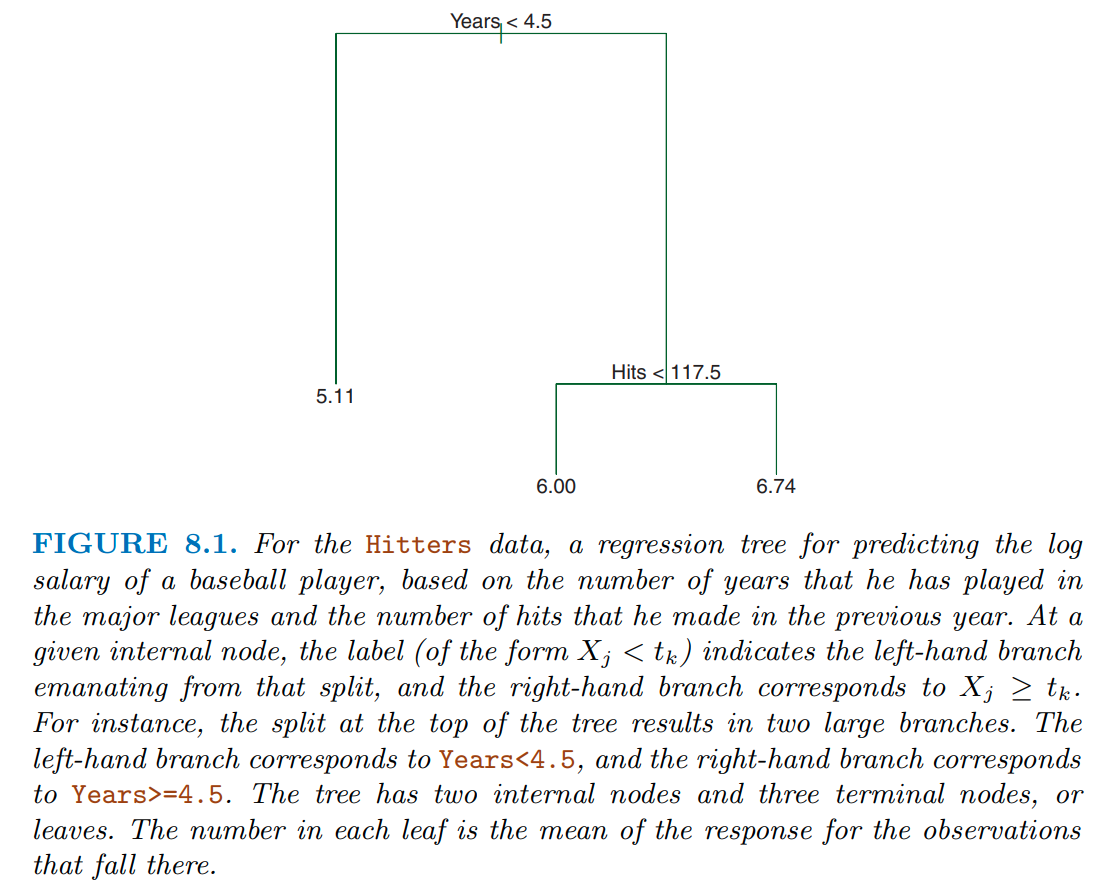 Years < 4.5
Hits < 117.5
5.11
6.00
6.74
FIGURE 8.1. For the Hitters data, a regression tree for predicting the log
salary of a baseball player, based on the number of years that he has played in
the major leagues and the number of hits that he made in the previous year. At a
given internal node, the label (of the form Xj < tk) indicates the left-hand branch
emanating from that split, and the right-hand branch corresponds to Xj ≥ tk.
For instance, the split at the top of the tree results in two large branches. The
left-hand branch corresponds to Years<4.5, and the right-hand branch corresponds
to Years>=4.5. The tree has two internal nodes and three terminal nodes, or
leaves. The number in each leaf is the mean of the response for the observations
that fall there.